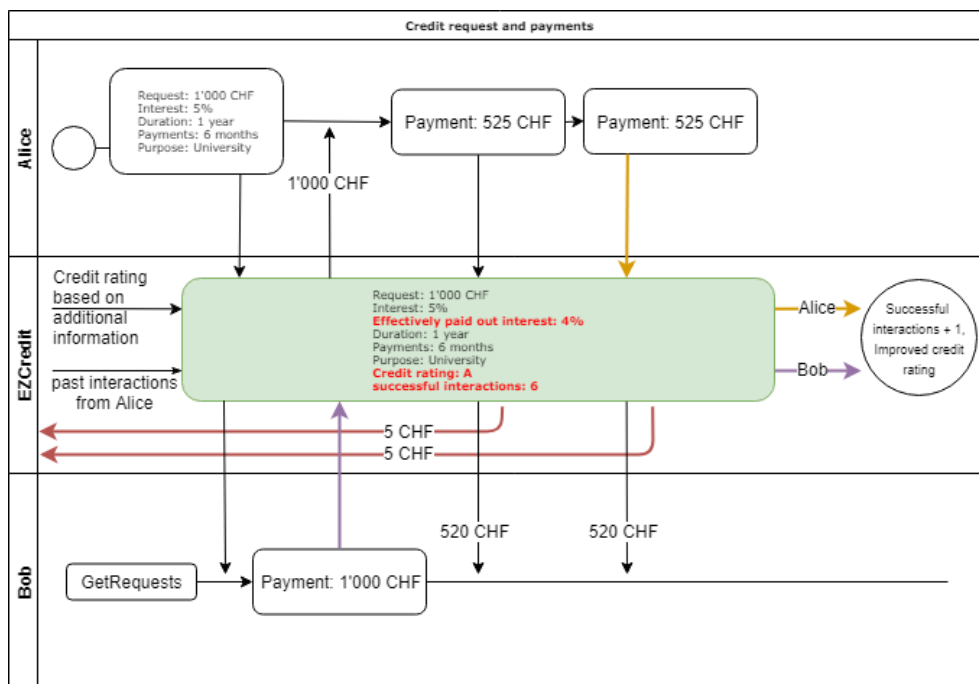 Credit request and payments
Alice
Request: 1'000 CHF
Interest: 5%
Duration: 1 year
Payments: 6 months
Purpose: University
Payment: 525 CHF
Payment: 525 CHF
1'000 CHF
EZCredit
Credit rating
based on
additional
information
past interactions
from Alice
Request: 1'000 CHF
Interest: 5%
Effectively paid out interest: 4%
Duration: 1 year
Payments: 6 months
Purpose: University
Credit rating: A
successful interactions: 6
Alice
Bob
Successful
interactions + 1,
Improved credit
rating
5 CHF
5 CHF
Bob
520 CHF
520 CHF
GetRequests
Payment: 1'000 CHF